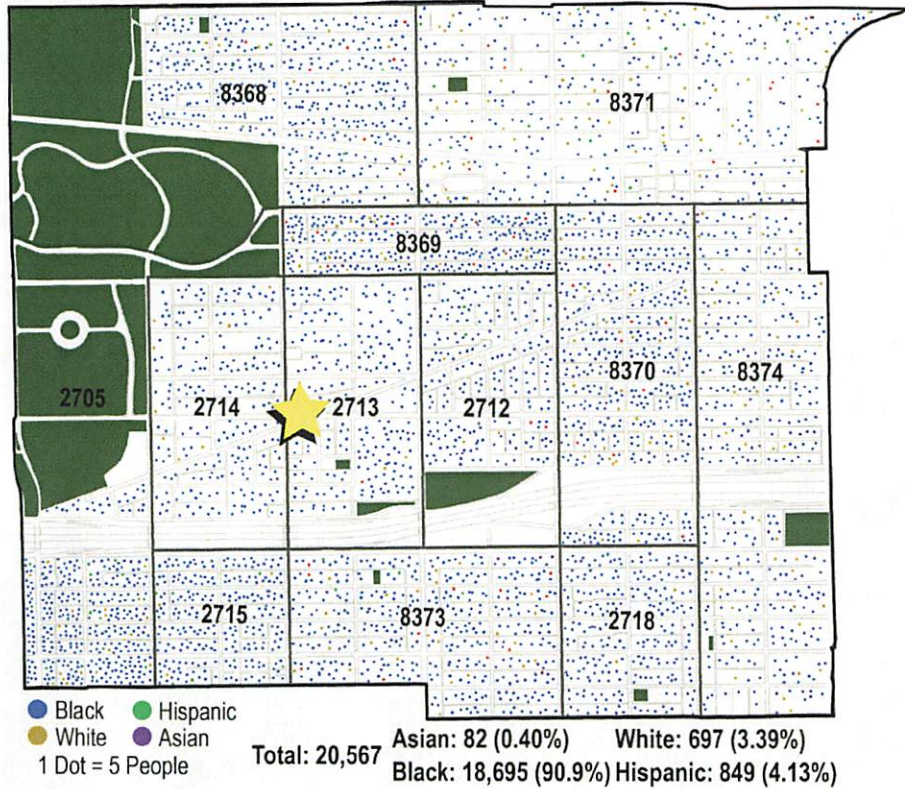 8368
8371
8369
8370
8374
2705
2714
2713
2712
2715
8373
2718
Black
Hispanic
White
Asian
1 Dot = 5 People
Total: 20,567
Asian: 82 (0.40%)
White: 697 (3.39%)
Black: 18,695 (90.9%)
Hispanic: 849 (4.13%)